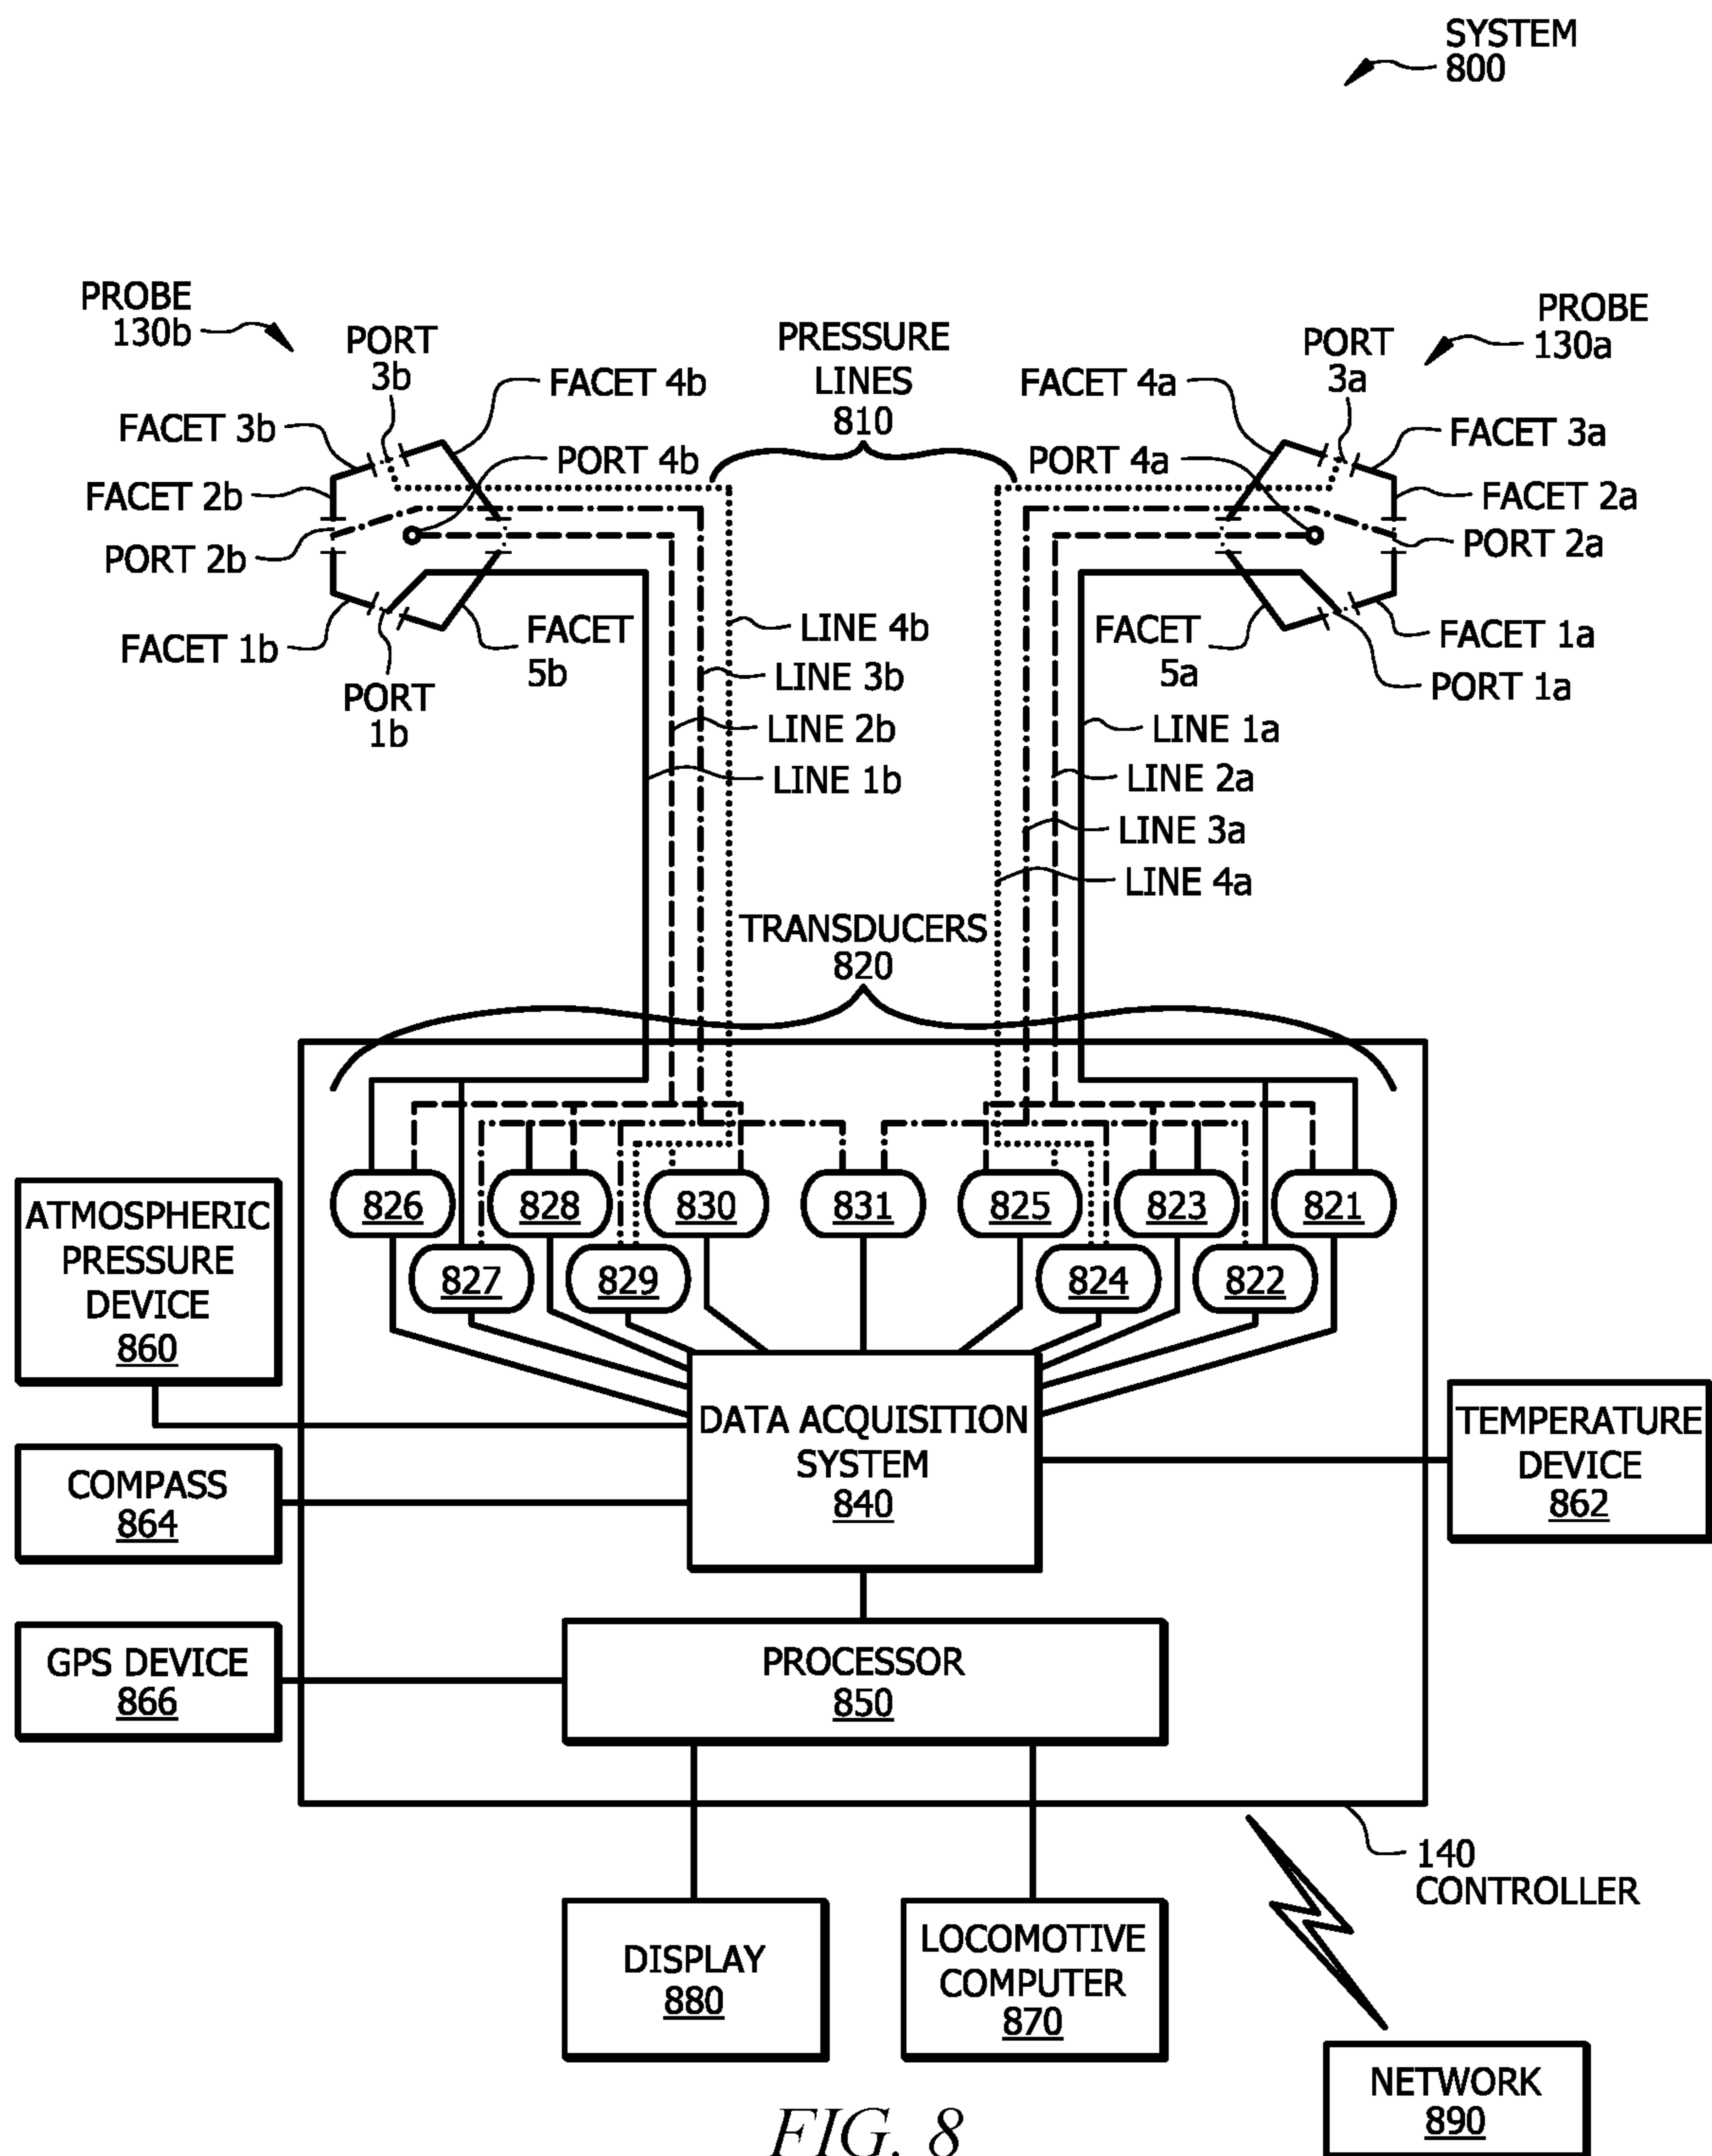 SYSTEM
800
PROBE
130b
PORT
3b
FACET 4b
FACET 3b
PORT 4b
FACET 2b
PORT 2b
FACET 1b
PORT
1b
FACET
5b
PRESSURE
LINES
810
PROBE
130a
PORT
3a
FACET 4a
FACET 3a
PORT 4a
FACET 2a
PORT 2a
FACET
5a
FACET 1a
PORT 1a
LINE 4b
LINE 3b
LINE 2b
LINE 1b
LINE 1a
LINE 2a
LINE 3a
LINE 4a
TRANSDUCERS
820
826
828
830
831
825
823
821
827
829
824
822
ATMOSPHERIC
PRESSURE
DEVICE
860
COMPASS
864
GPS DEVICE
866
DATA ACQUISITION
SYSTEM
840
TEMPERATURE
DEVICE
862
PROCESSOR
850
140
CONTROLLER
DISPLAY
880
LOCOMOTIVE
COMPUTER
870
NETWORK
890
FIG. 8